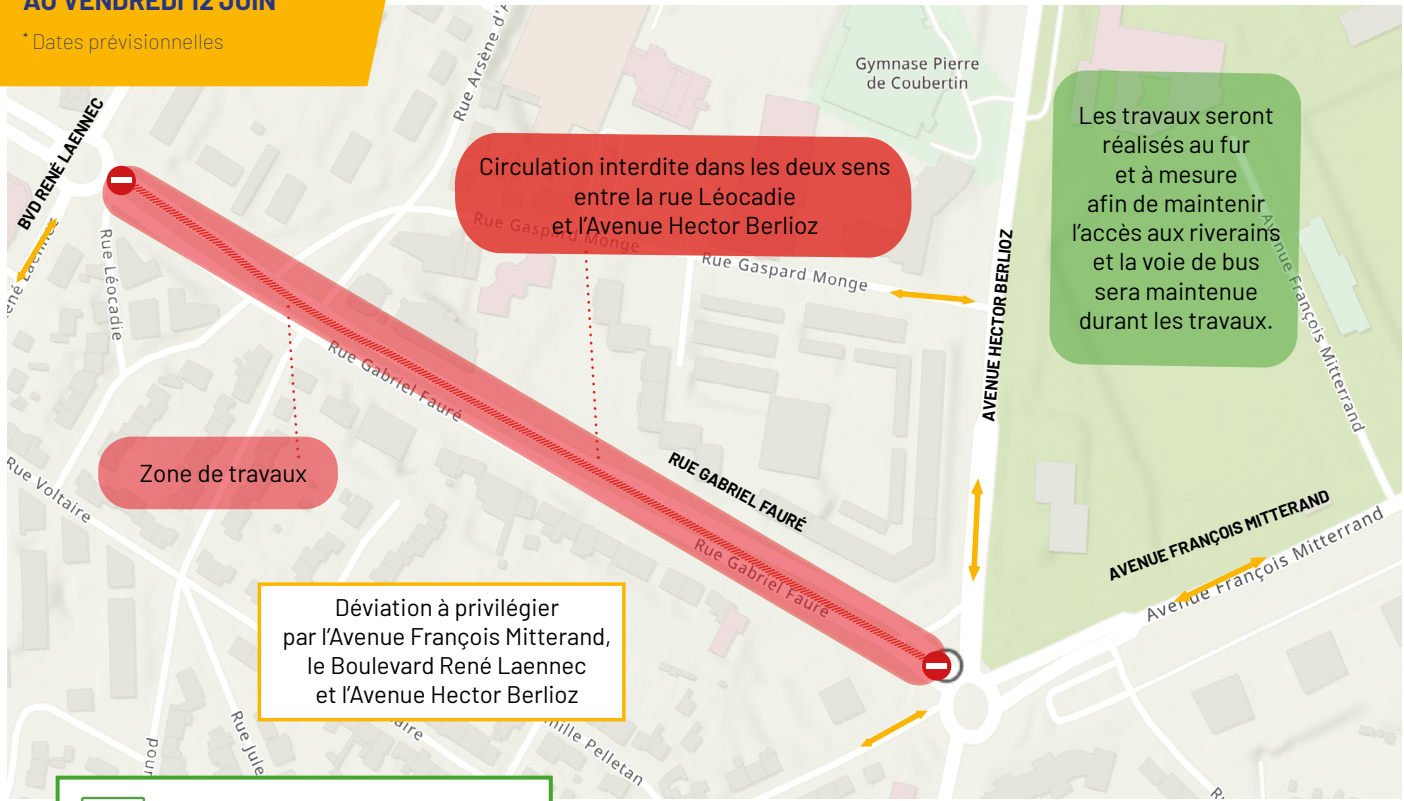 AU VENDREDI 12 JUIN
* Dates prévisionnelles
Gymnase Pierre
de Coubertin
Rue Arsène d'A
BVD RENÉ LAENNEC
Les travaux seront
réalisés au fur
et à mesure
afin de maintenir
l'accès aux riverains
et la voie de bus
sera maintenue
durant les travaux.
Circulation interdite dans les deux sens
entre la rue Léocadie
et l'Avenue Hector Berlioz
Rue Gaspard Monge
Rue Gaspard Monge
René Laennec
Rue Léocadie
AVENUE HECTOR BERLIOZ
Avenue François Mitterrand
Rue Gabriel Fauré
Zone de travaux
Rue Voltaire
RUE GABRIEL FAURÉ
Rue Gabriel Fauré
AVENUE FRANÇOIS MITTERAND
Avenue François Mitterrand
Déviation à privilégier
par l'Avenue François Mitterand,
le Boulevard René Laennec
et l'Avenue Hector Berlioz
Rue Jule
aire
mille Pelletan